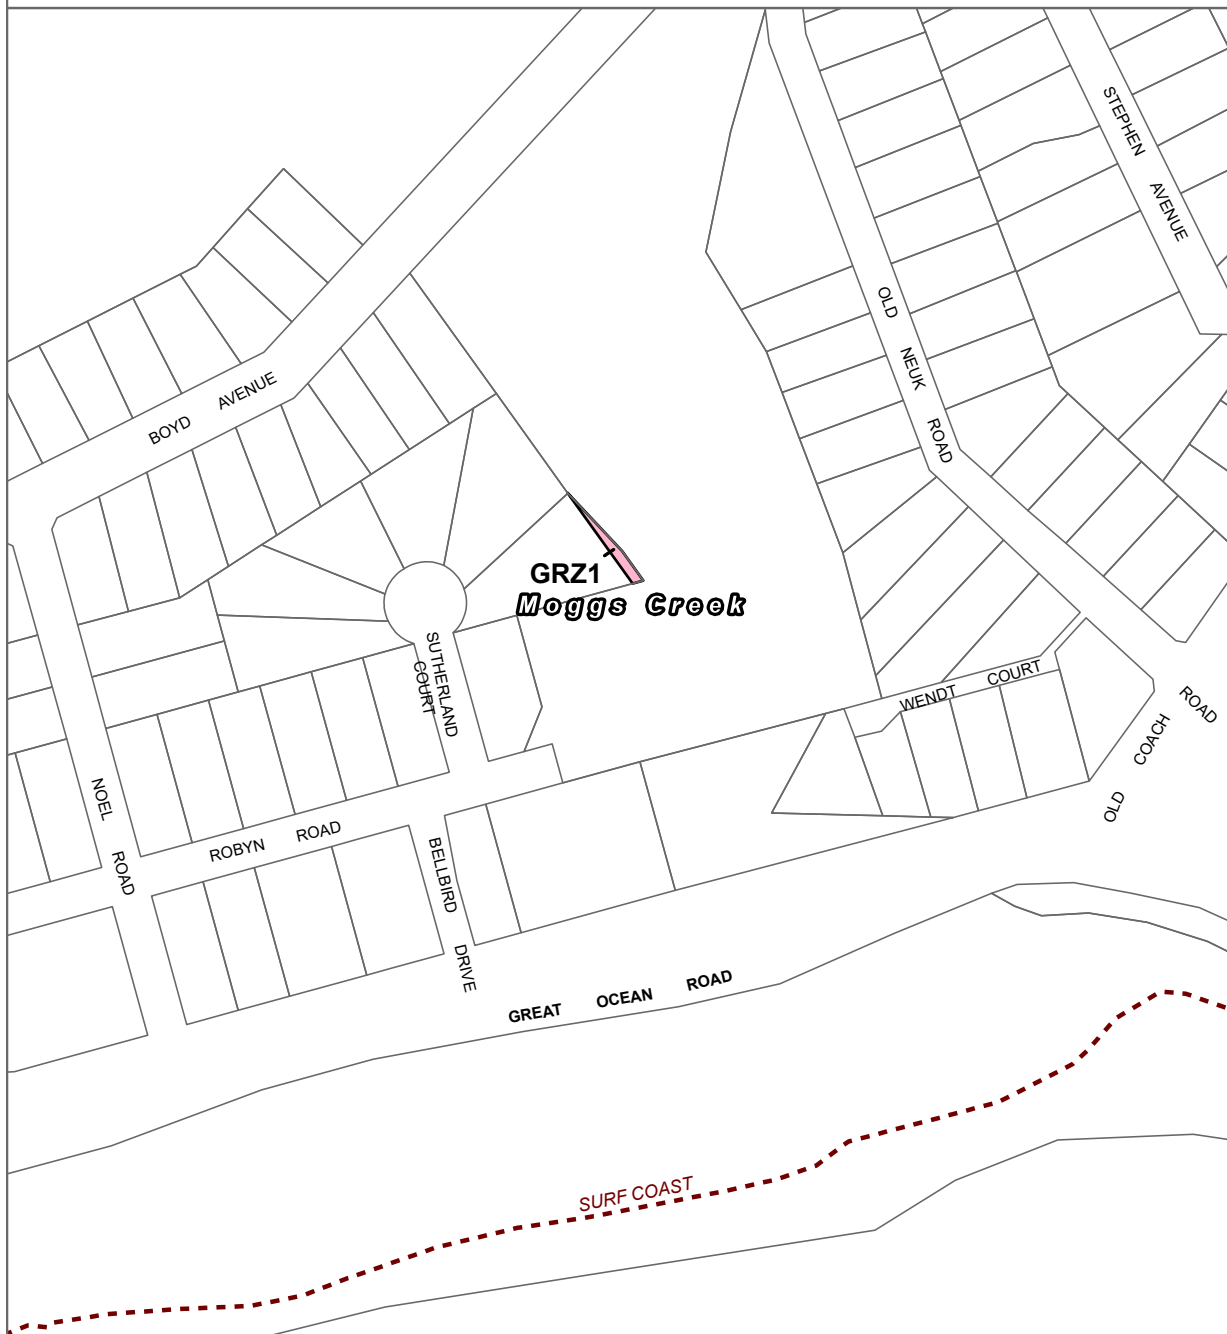 STEPHEN AVENUE
OLD NEUK ROAD
BOYD AVENUE
GRZ1
Moggs Creek
SUTHERLAND
COURT
WENDT COURT
OLD COACH ROAD
NOEL ROAD
ROBYN ROAD
BELLBIRD DRIVE
GREAT OCEAN ROAD
SURF COAST